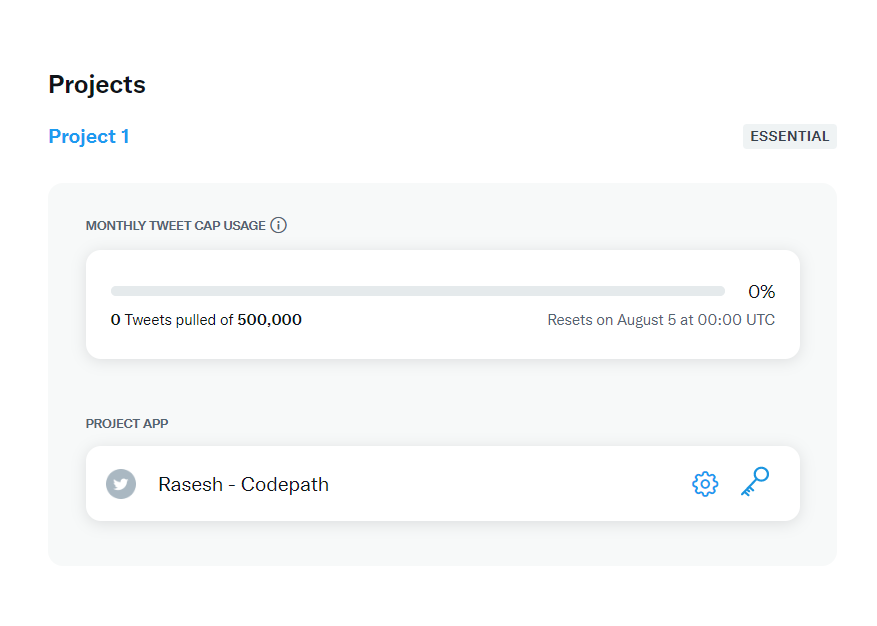 Projects
Project 1
ESSENTIAL
MONTHLY TWEET CAP USAGE
0%
0 Tweets pulled of 500,000
Resets on August 5 at 00:00 UTC
PROJECT APP
Rasesh - Codepath